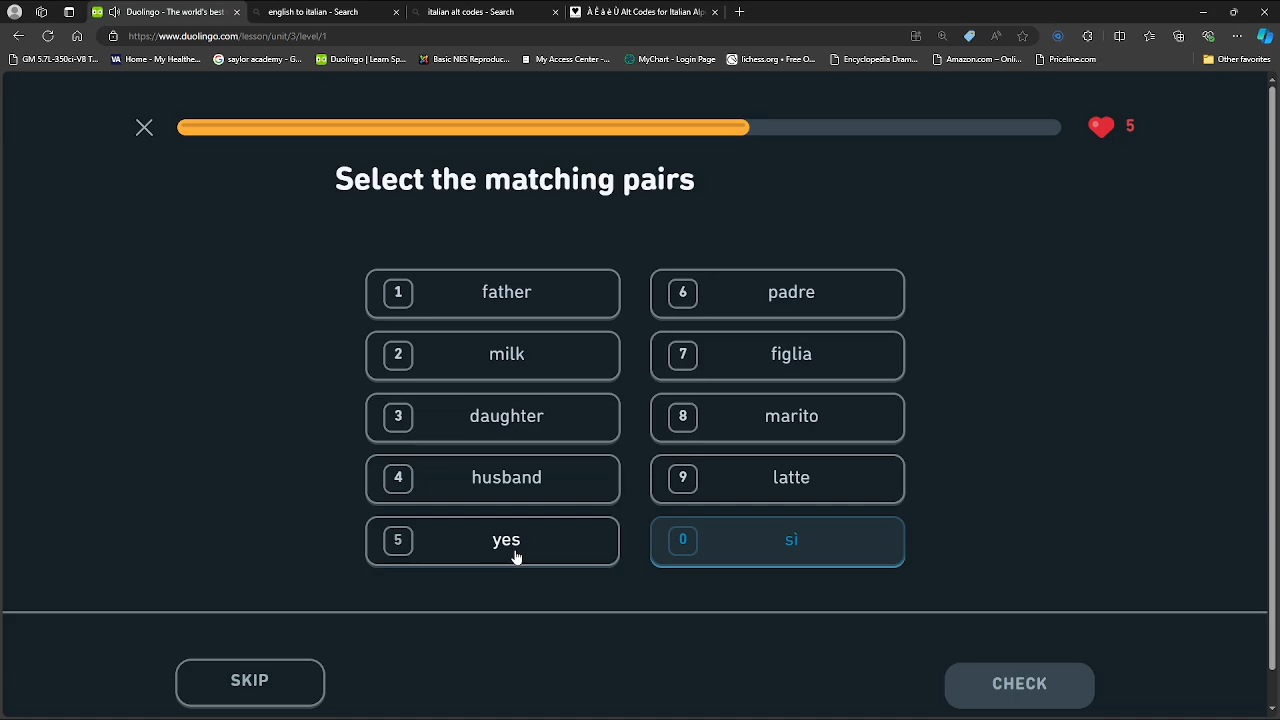 Duolingo - The world's best
english to italian - Search
italian alt codes - Search
À È à è Ù Alt Codes for Italian Alp
https://www.duolingo.com/lesson/unit/3/level/1
GM 5.7L-350ci-V8 T...
Home - My Healthe...
saylor academy - G...
Duolingo | Learn Sp...
Basic NES Reproduc...
My Access Center -...
MyChart - Login Page
lichess.org • Free O...
Encyclopedia Dram...
Amazon.com – Onli...
Priceline.com
Other favorites
5
Select the matching pairs
1 father
6 padre
2 milk
7 figlia
3 daughter
8 marito
4 husband
9 latte
5 yes
0 sì
SKIP
CHECK